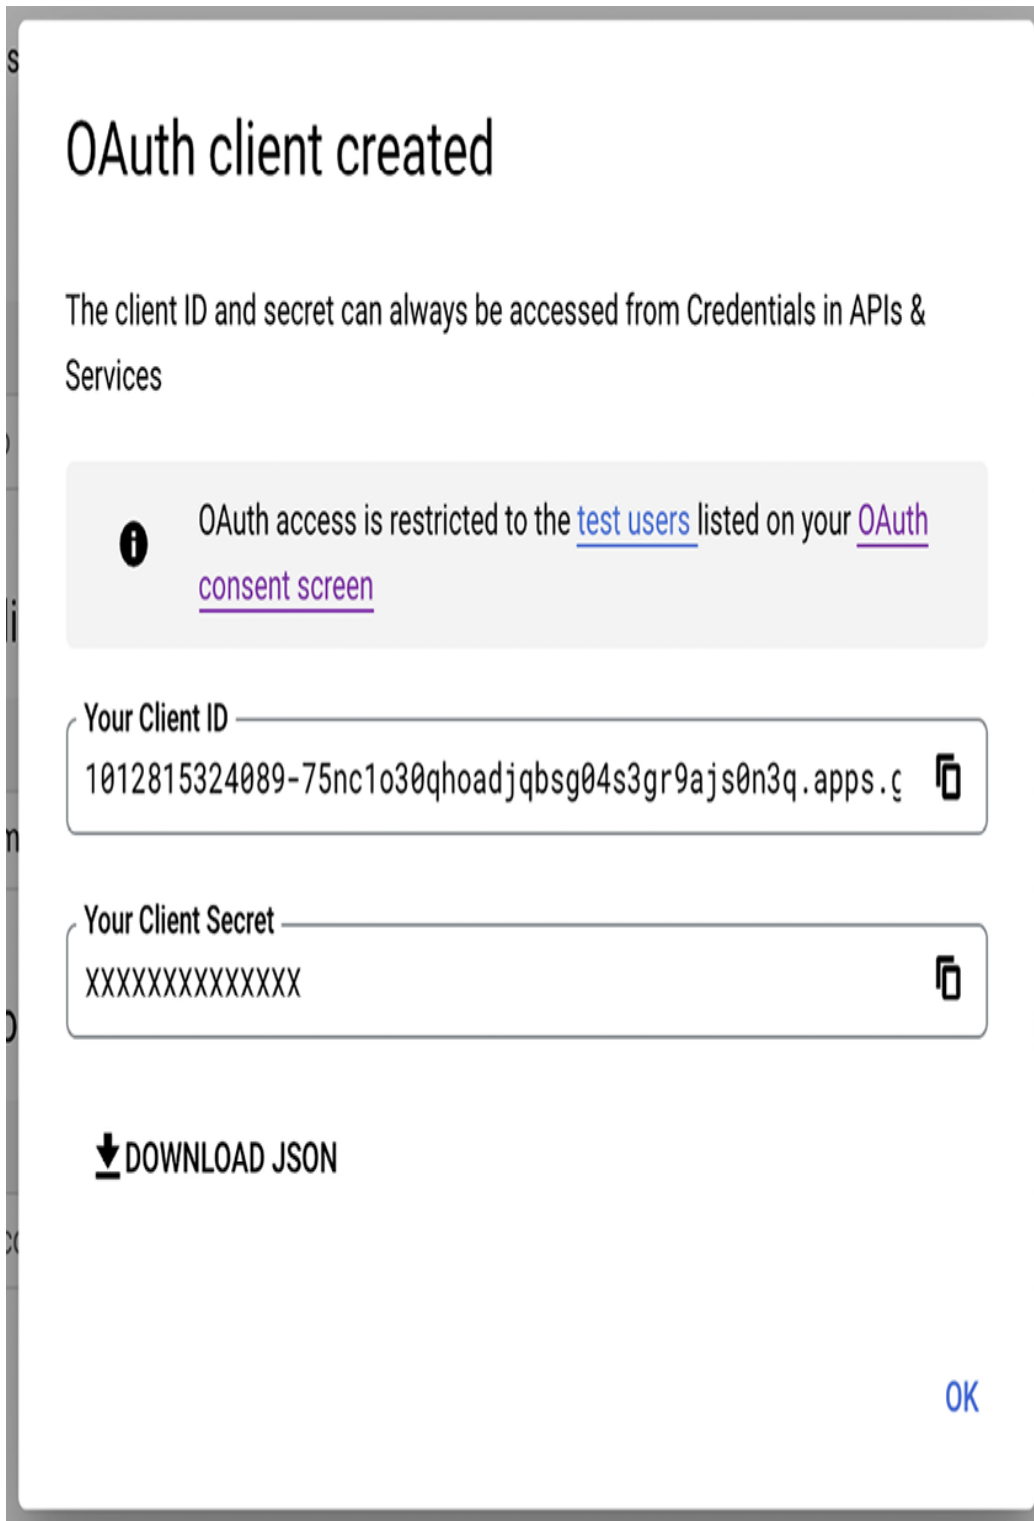 OAuth client created
The client ID and secret can always be accessed from Credentials in APIs &
Services
OAuth access is restricted to the test users listed on your OAuth
consent screen
Your Client ID
1012815324089-75nc1o30qhoadjqbsg04s3gr9ajs0n3q.apps.g
Your Client Secret
XXXXXXXXXXXXXX
DOWNLOAD JSON
OK